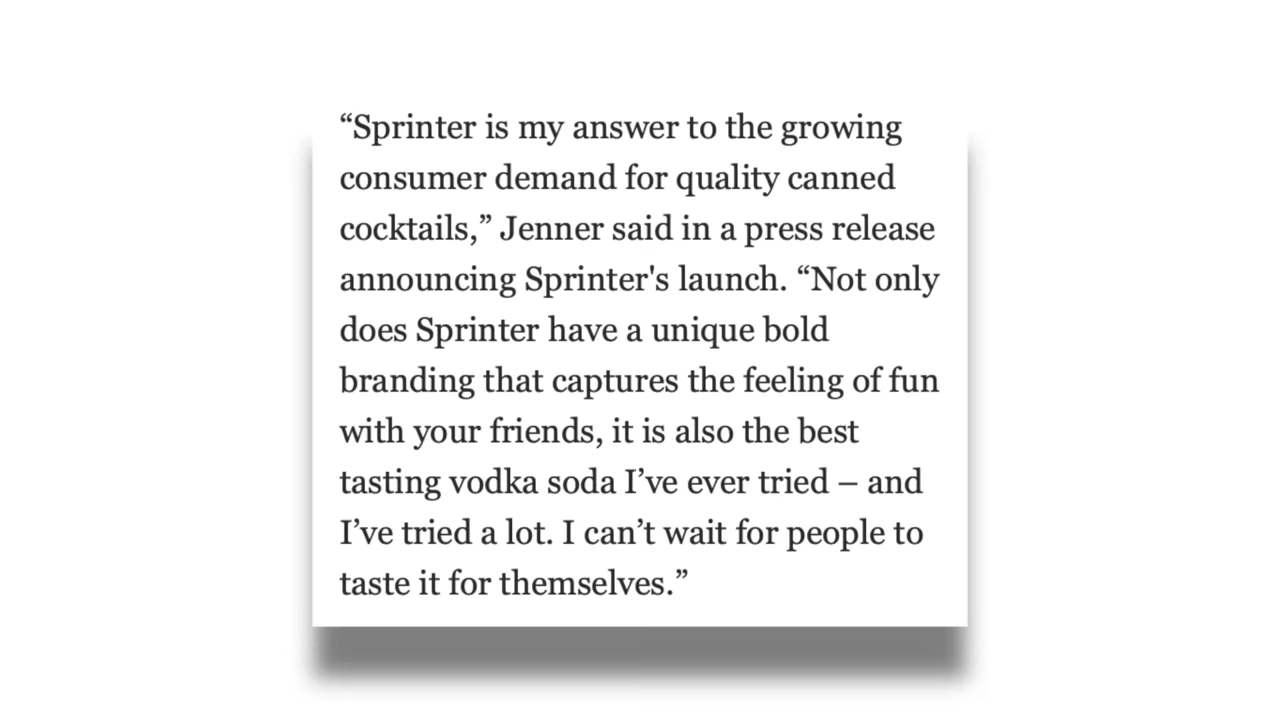 “Sprinter is my answer to the growing
consumer demand for quality canned
cocktails,” Jenner said in a press release
announcing Sprinter's launch. “Not only
does Sprinter have a unique bold
branding that captures the feeling of fun
with your friends, it is also the best
tasting vodka soda I’ve ever tried – and
I’ve tried a lot. I can’t wait for people to
taste it for themselves.”